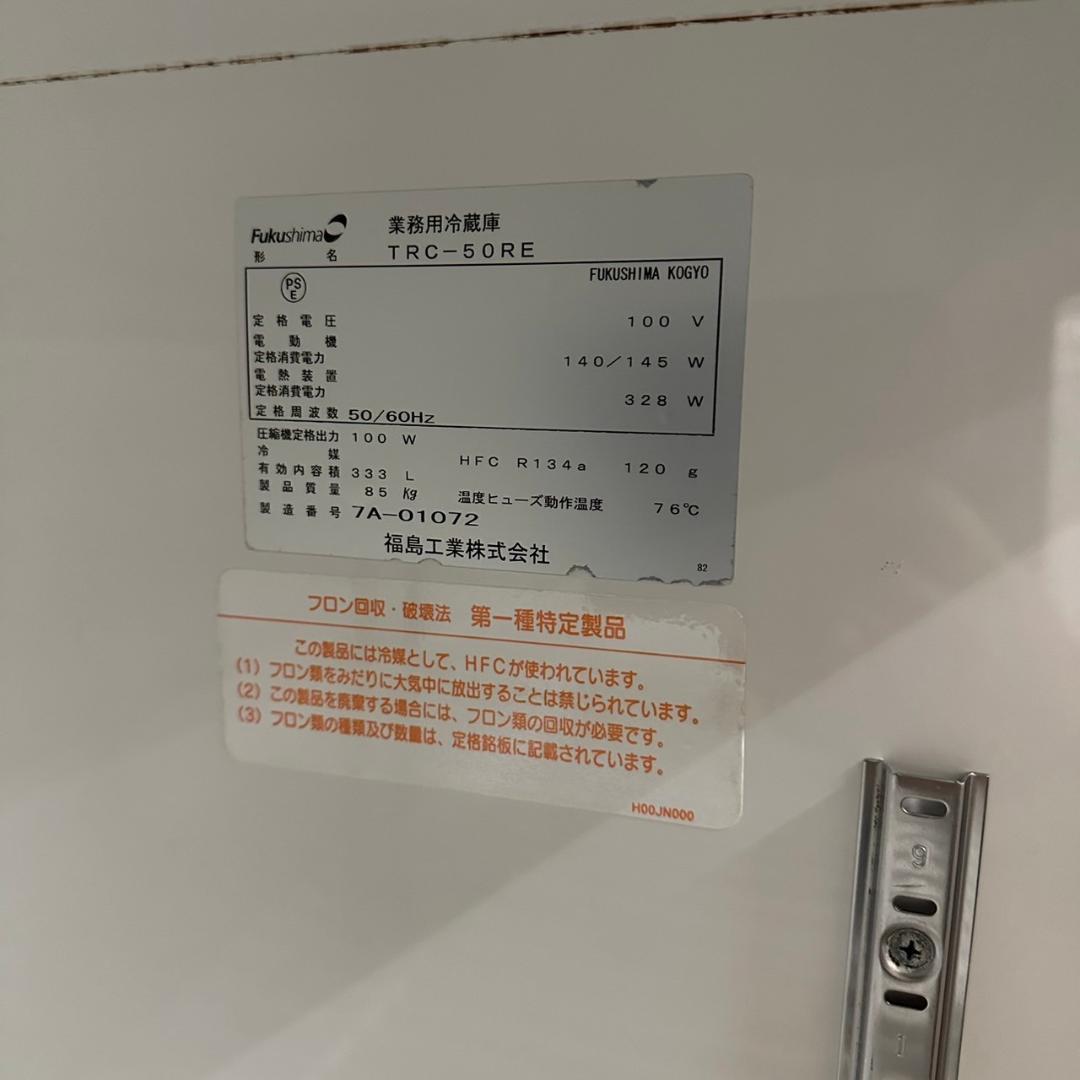 Fukushima 業務用冷蔵庫
形名 TRC-50RE
PSE FUKUSHIMA KOGYO
定格電圧 100 V
電動機
定格消費電力 140/145 W
電熱装置
定格消費電力 328 W
定格周波数 50/60Hz
圧縮機定格出力 100 W
冷媒 HFC R134a 120 g
有効内容積 333 L
製品質量 85 Kg 温度ヒューズ動作温度 76℃
製造番号 7A-01072
福島工業株式会社
82
フロン回収・破壊法 第一種特定製品
この製品には冷媒として、HFCが使われています。
(1) フロン類をみだりに大気中に放出することは禁じられています。
(2) この製品を廃棄する場合には、フロン類の回収が必要です。
(3) フロン類の種類及び数量は、定格銘板に記載されています。
H00JN000
9
1